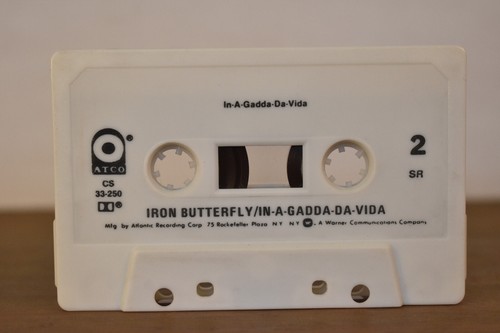 In-A-Gadda-Da-Vida
®
ATCO
CS
33-250
®
2
SR
IRON BUTTERFLY/IN-A-GADDA-DA-VIDA
Mfg by Atlantic Recording Corp 75 Rockefeller Plaza N Y N Y A Warner Communications Company